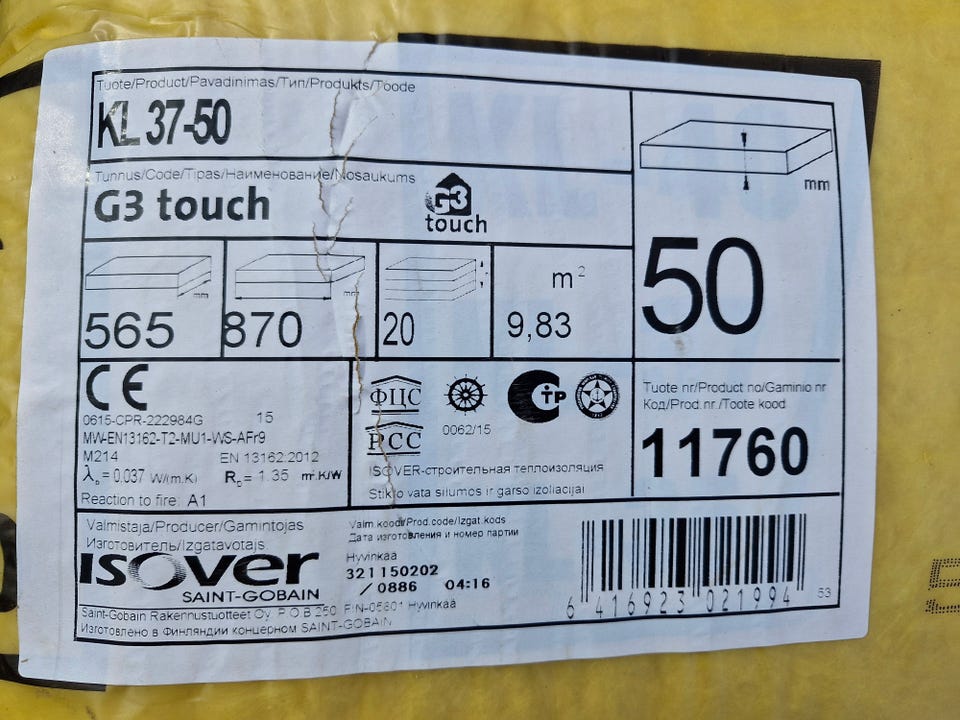 Tuote/Product/Pavadinimas/Тип/Produkts/Toode
KL 37-50
mm
Tunnus/Code/Tipas/Наименование/Nosaukums
G3 touch
G3
touch
50
mm
mm
m²
565
870
20
9,83
CE
0615-CPR-222984G 15
MW-EN13162-T2-MU1-WS-AFr9
M214 EN 13162:2012
λD= 0.037 W/(m.K) RD= 1.35 m².K/W
Reaction to fire: A1
ФЦС
РСС
0062/15
ТР
ISOVER-строительная теплоизоляция
Stiklo vata šilumos ir garso izoliacijai
Tuote nr/Product no/Gaminio nr
Код/Prod.nr./Toote kood
11760
Valmistaja/Producer/Gamintojas
Изготовитель/Izgatavotajs
isover
SAINT-GOBAIN
Valm.koodi/Prod.code/Izgat.kods
Дата изготовления и номер партии
Hyvinkää
321150202
/0886 04:16
6 416923 021994
53
Saint-Gobain Rakennustuotteet Oy P.O.B 250 FIN-05801 Hyvinkää
Изготовлено в Финляндии концерном SAINT-GOBAIN